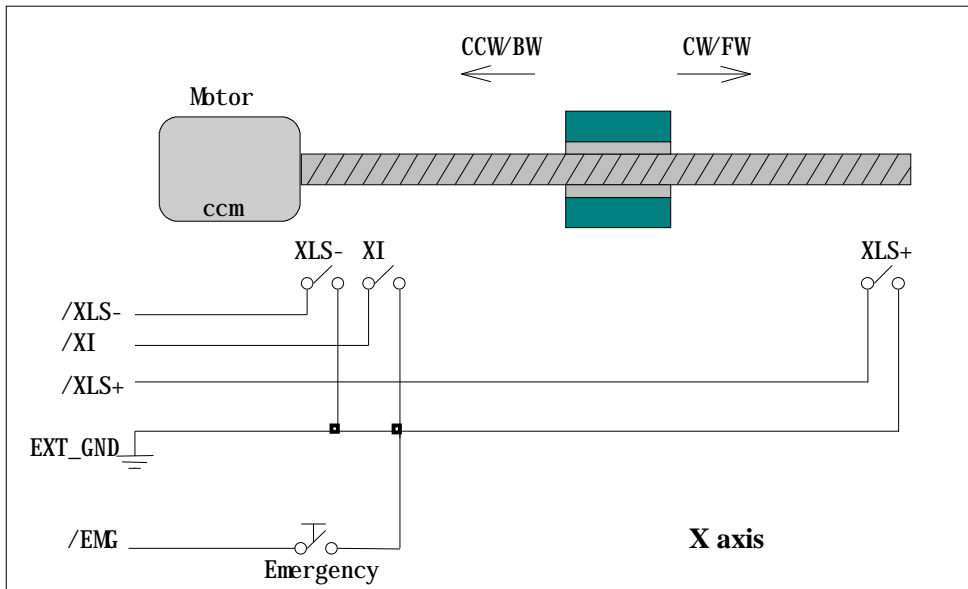 CCW/BW CW/FW
Motor
ccm
XLS- XI XLS+
/XLS-
/XI
/XLS+
EXT_GND
/EMG
Emergency
X axis